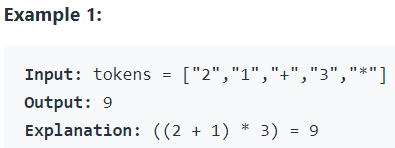 Example 1:
Input: tokens = ["2","1","+","3","*"]
Output: 9
Explanation: ((2 + 1) * 3) = 9